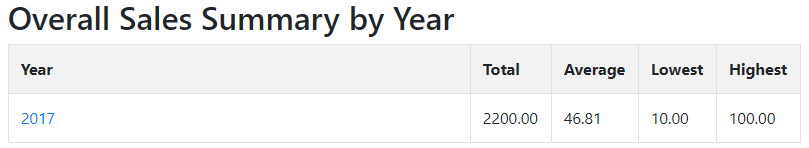 Overall Sales Summary by Year
Year Total Average Lowest Highest
2017 2200.00 46.81 10.00 100.00